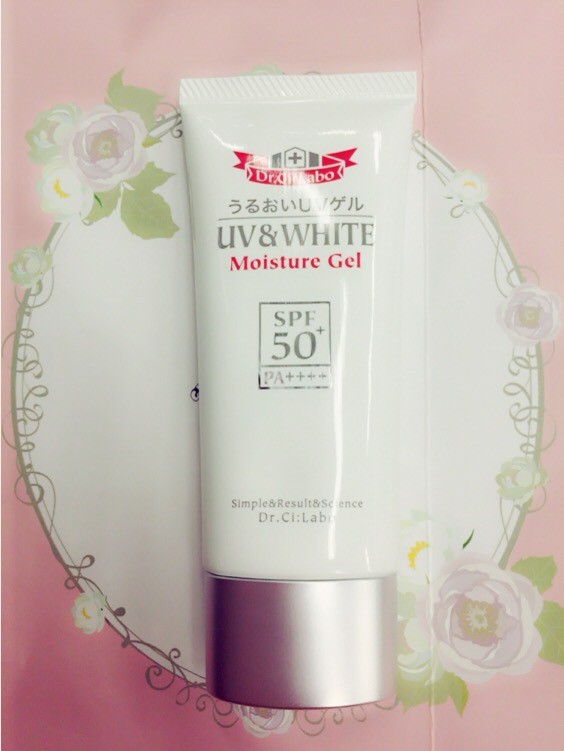 Dr.Ci:Labo
うるおいUVゲル
UV&WHITE
Moisture Gel
SPF
50+
PA++++
Simple&Result&Science
Dr.Ci:Labo